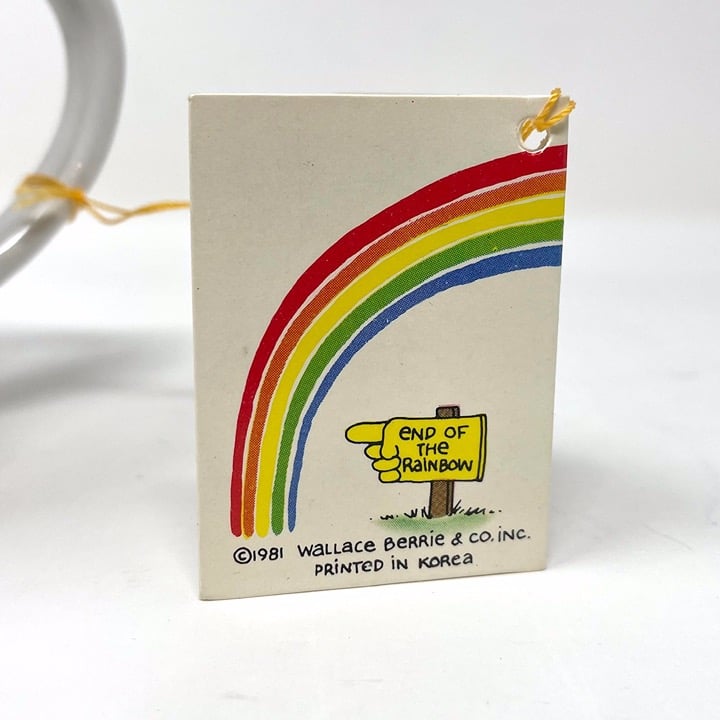 END OF
THE
RAINBOW
©1981 WALLACE BERRIE & CO. INC.
PRINTED IN KOREA